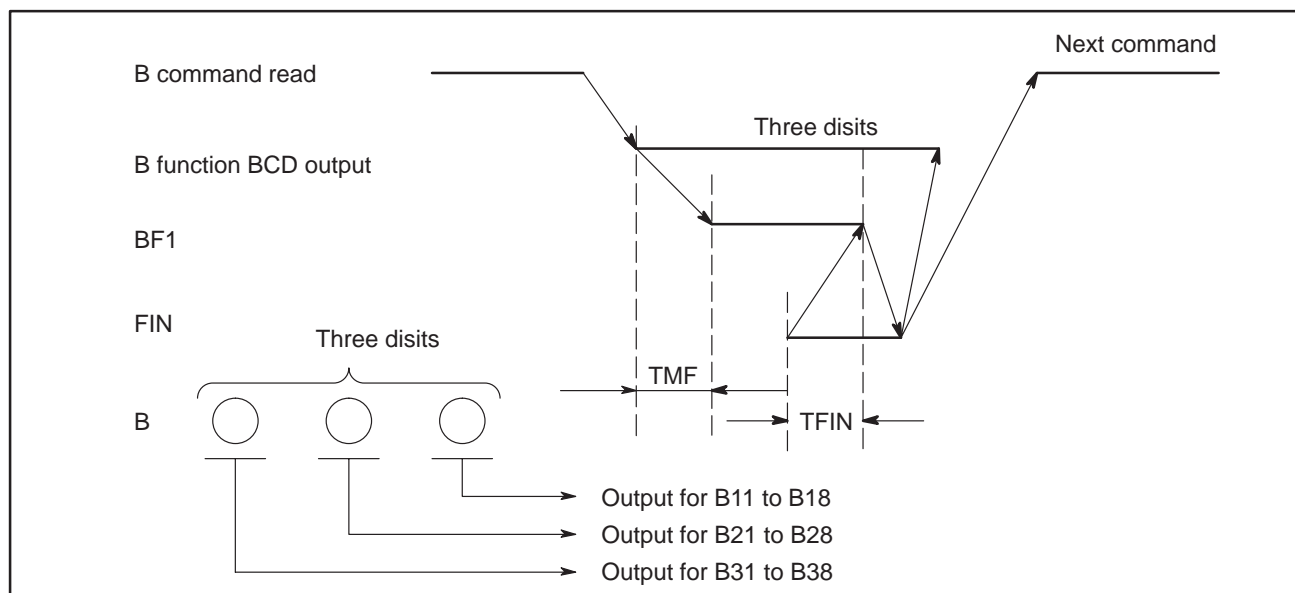 Next command
B command read
Three disits
B function BCD output
BF1
FIN
Three disits
TMF
B
TFIN
Output for B11 to B18
Output for B21 to B28
Output for B31 to B38